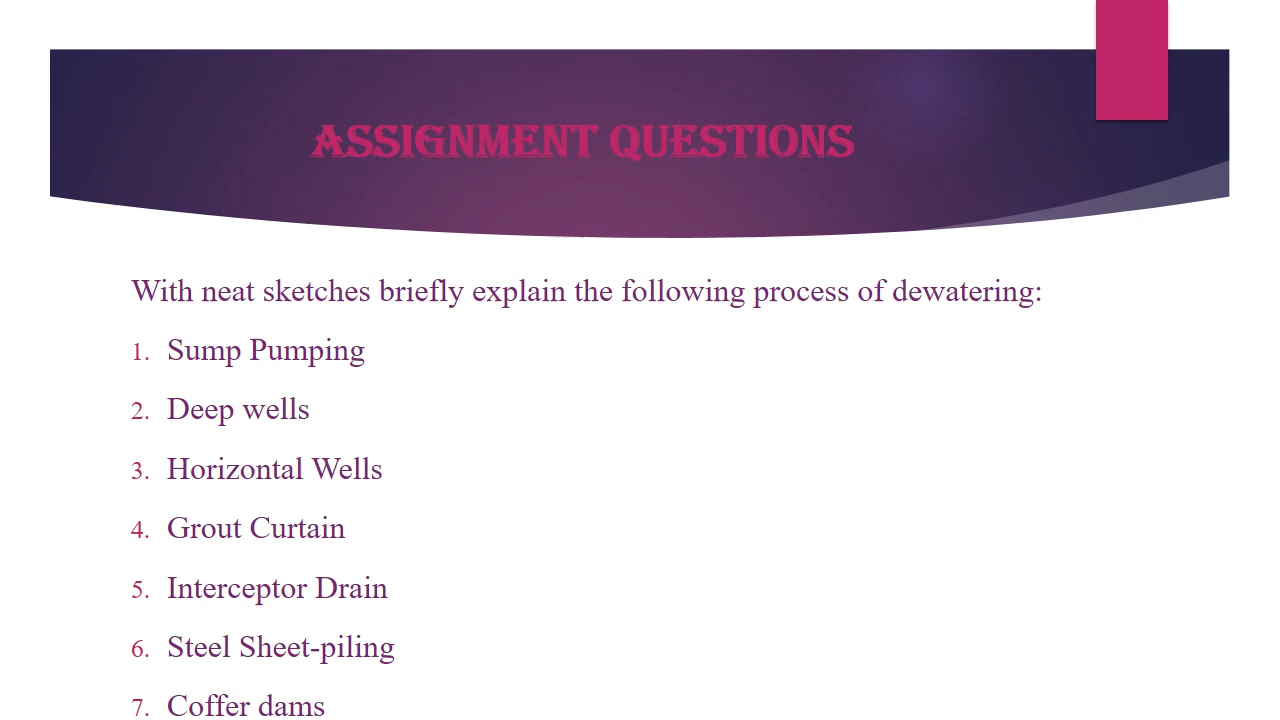 ASSIGNMENT QUESTIONS
With neat sketches briefly explain the following process of dewatering:
1. Sump Pumping
2. Deep wells
3. Horizontal Wells
4. Grout Curtain
5. Interceptor Drain
6. Steel Sheet-piling
7. Coffer dams